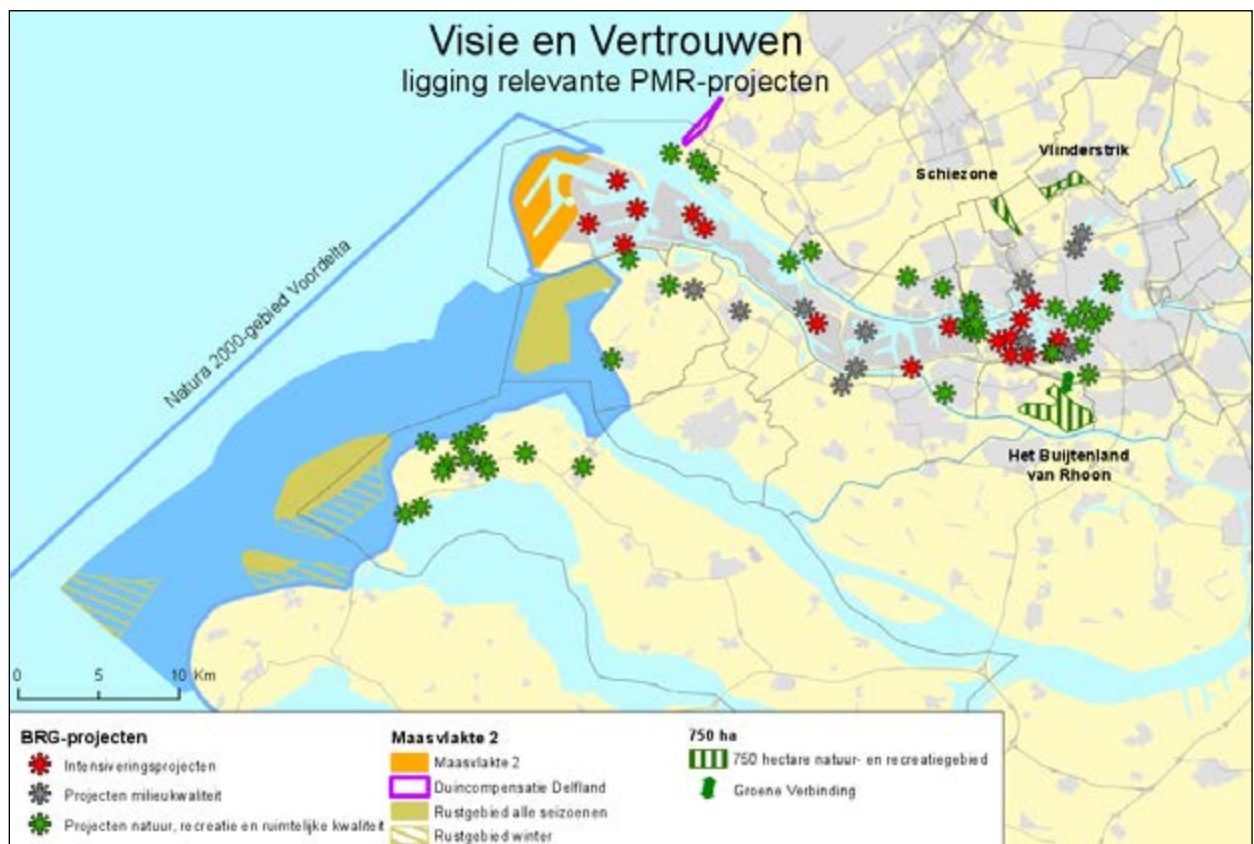 Visie en Vertrouwen
ligging relevante PMR-projecten
Vlinderstrik
Schiezone
Natura 2000-gebied Voordelta
Het Buijtenland
van Rhoon
0 5 10 Km
BRG-projecten
Intensiveringsprojecten
Projecten milieukwaliteit
Projecten natuur, recreatie en ruimtelijke kwaliteit
Maasvlakte 2
Maasvlakte 2
Duincompensatie Delfland
Rustgebied alle seizoenen
Rustgebied winter
750 ha
750 hectare natuur- en recreatiegebied
Groene Verbinding